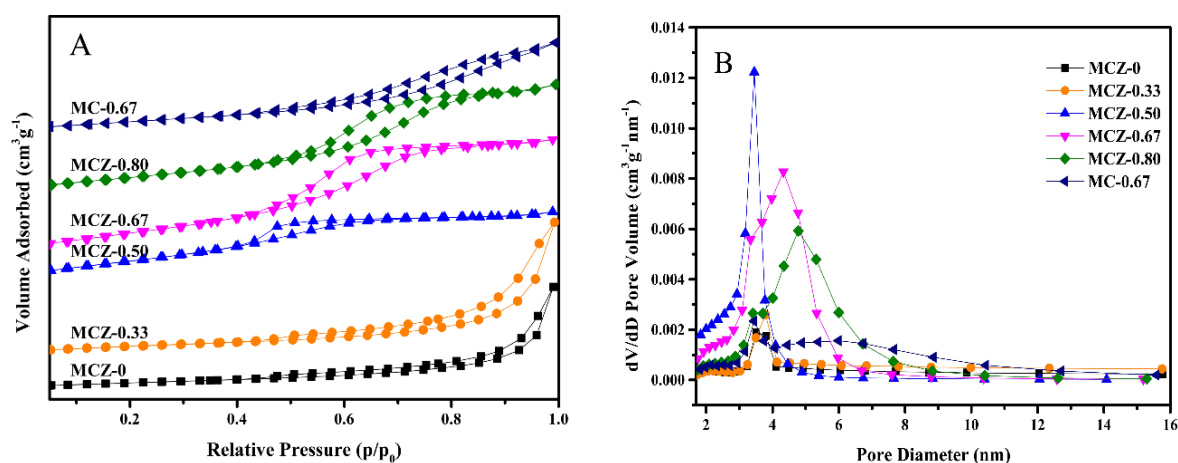 A
MC-0.67
MCZ-0.80
MCZ-0.67
MCZ-0.50
MCZ-0.33
MCZ-0
Volume Adsorbed (cm³g⁻¹)
0.2 0.4 0.6 0.8 1.0
Relative Pressure (p/p₀)
B
0.014
0.012
0.010
0.008
0.006
0.004
0.002
0.000
dV/dD Pore Volume (cm³g⁻¹nm⁻¹)
MCZ-0
MCZ-0.33
MCZ-0.50
MCZ-0.67
MCZ-0.80
MC-0.67
2 4 6 8 10 12 14 16
Pore Diameter (nm)